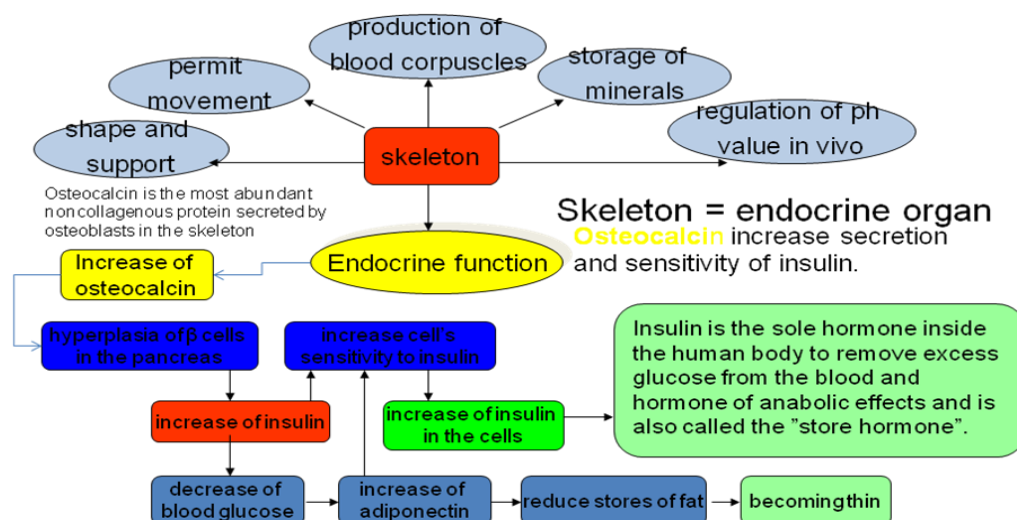 production of
blood corpuscles
permit
movement
storage of
minerals
shape and
support
regulation of ph
value in vivo
skeleton
Osteocalcin is the most abundant
noncollagenous protein secreted by
osteoblasts in the skeleton
Skeleton = endocrine organ
Osteocalcin increase secretion
and sensitivity of insulin.
Endocrine function
Increase of
osteocalcin
hyperplasia of β cells
in the pancreas
increase cell's
sensitivity to insulin
Insulin is the sole hormone inside
the human body to remove excess
glucose from the blood and
hormone of anabolic effects and is
also called the "store hormone".
increase of insulin
increase of insulin
in the cells
decrease of
blood glucose
increase of
adiponectin
reduce stores of fat
becoming thin